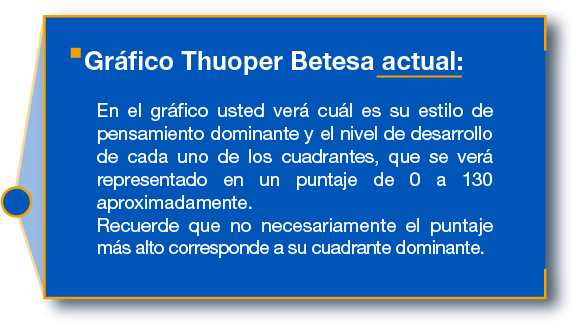 Gráfico Thuoper Betesa actual:
En el gráfico usted verá cuál es su estilo de
pensamiento dominante y el nivel de desarrollo
de cada uno de los cuadrantes, que se verá
representado en un puntaje de 0 a 130
aproximadamente.
Recuerde que no necesariamente el puntaje
más alto corresponde a su cuadrante dominante.